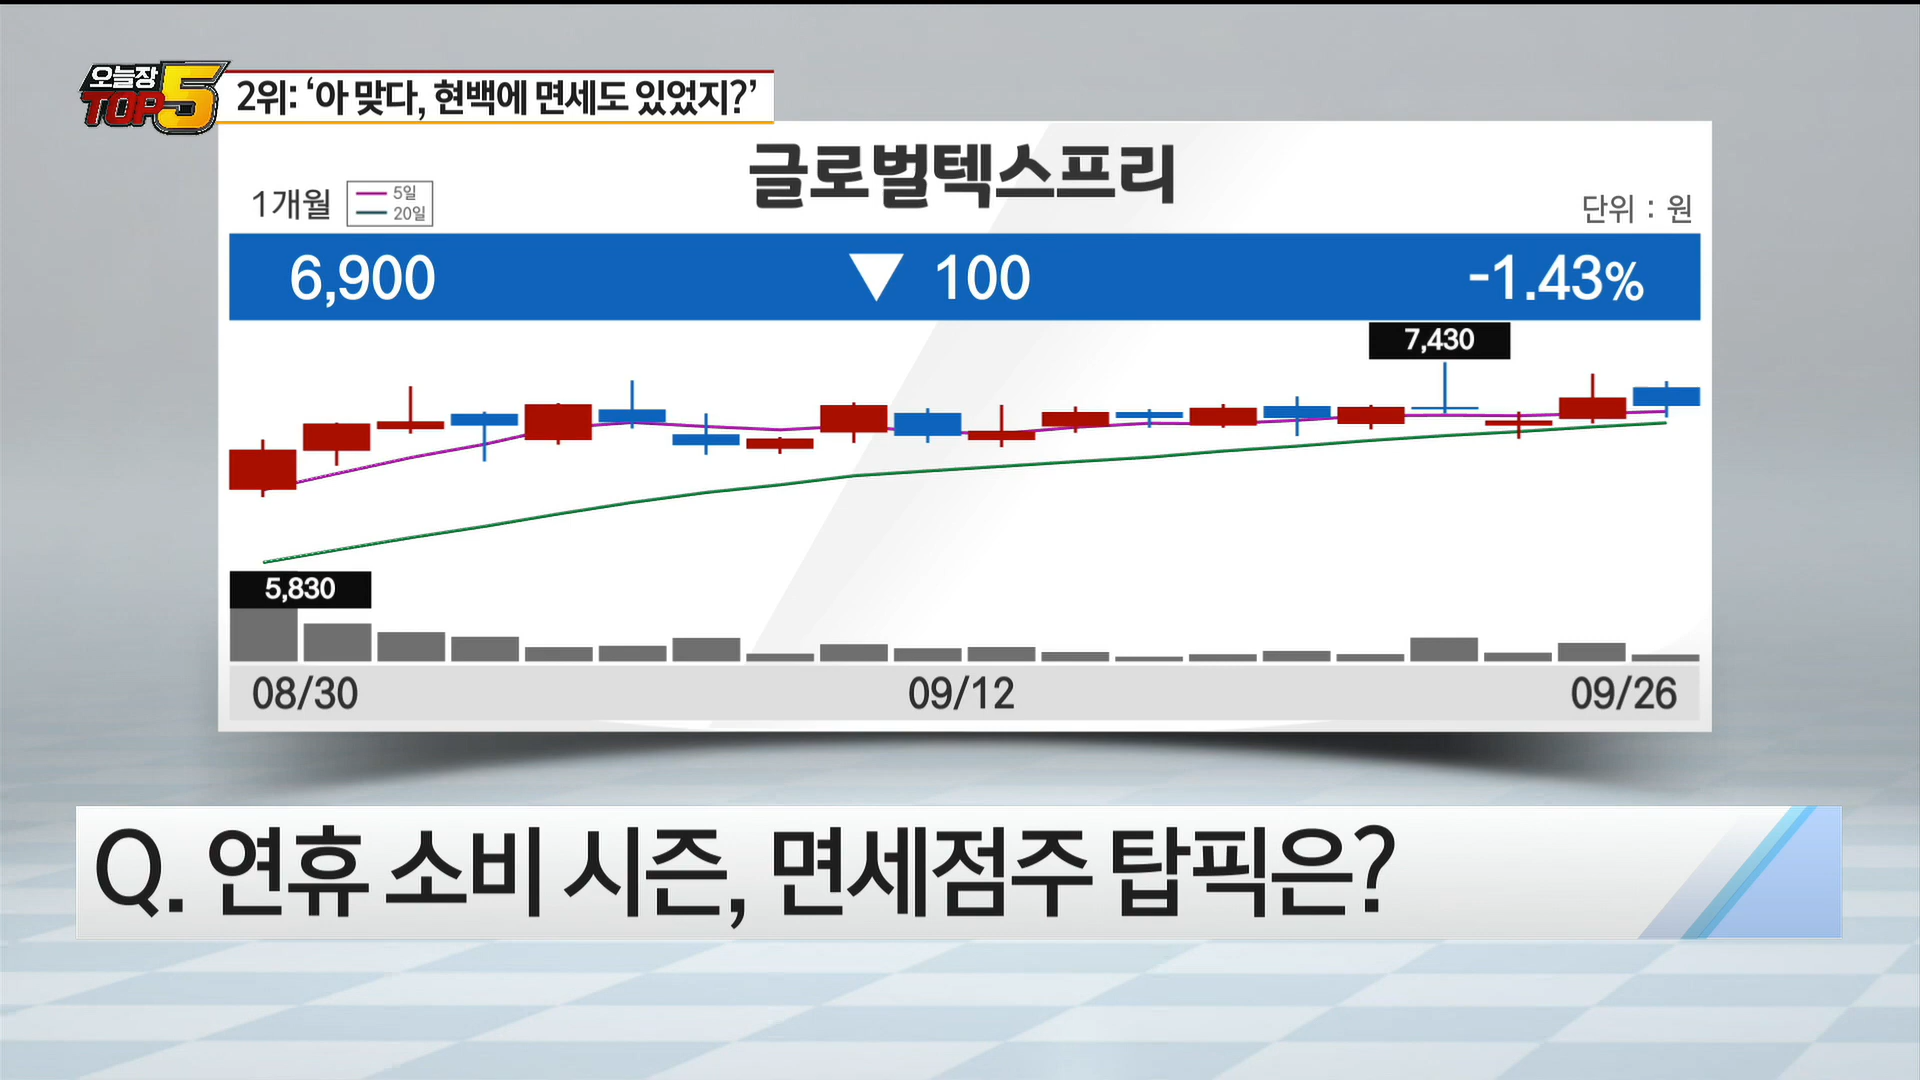 오늘장
TOP5
2위: ‘아 맞다, 현백에 면세도 있었지?’
글로벌텍스프리
1개월
5일
20일
단위 : 원
6,900 ▼ 100 -1.43%
7,430
5,830
08/30 09/12 09/26
Q. 연휴 소비 시즌, 면세점주 탑픽은?